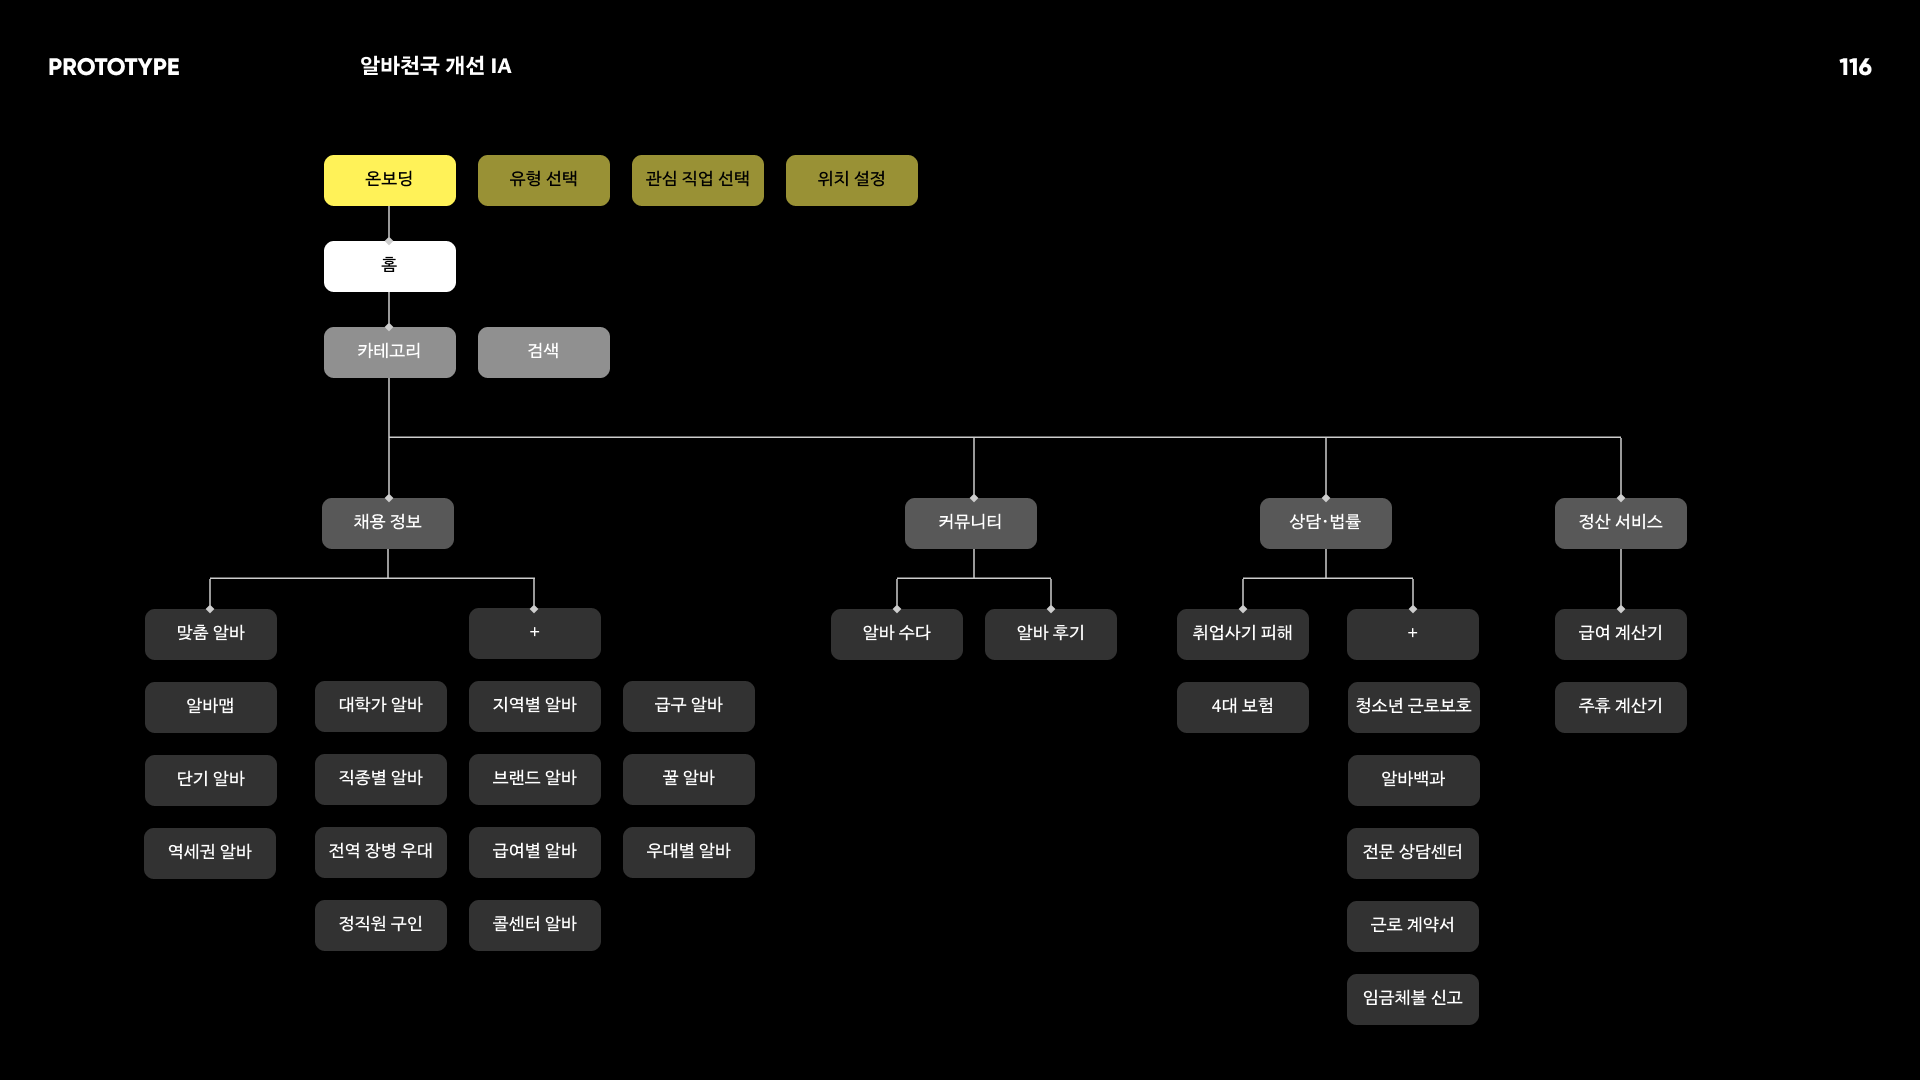 PROTOTYPE
알바천국 개선 IA
116
온보딩
유형 선택
관심 직업 선택
위치 설정
홈
카테고리
검색
채용 정보
커뮤니티
상담·법률
정산 서비스
맞춤 알바
+
알바 수다
알바 후기
취업사기 피해
+
급여 계산기
알바맵
대학가 알바
지역별 알바
급구 알바
4대 보험
청소년 근로보호
주휴 계산기
단기 알바
직종별 알바
브랜드 알바
꿀 알바
알바백과
역세권 알바
전역 장병 우대
급여별 알바
우대별 알바
전문 상담센터
정직원 구인
콜센터 알바
근로 계약서
임금체불 신고